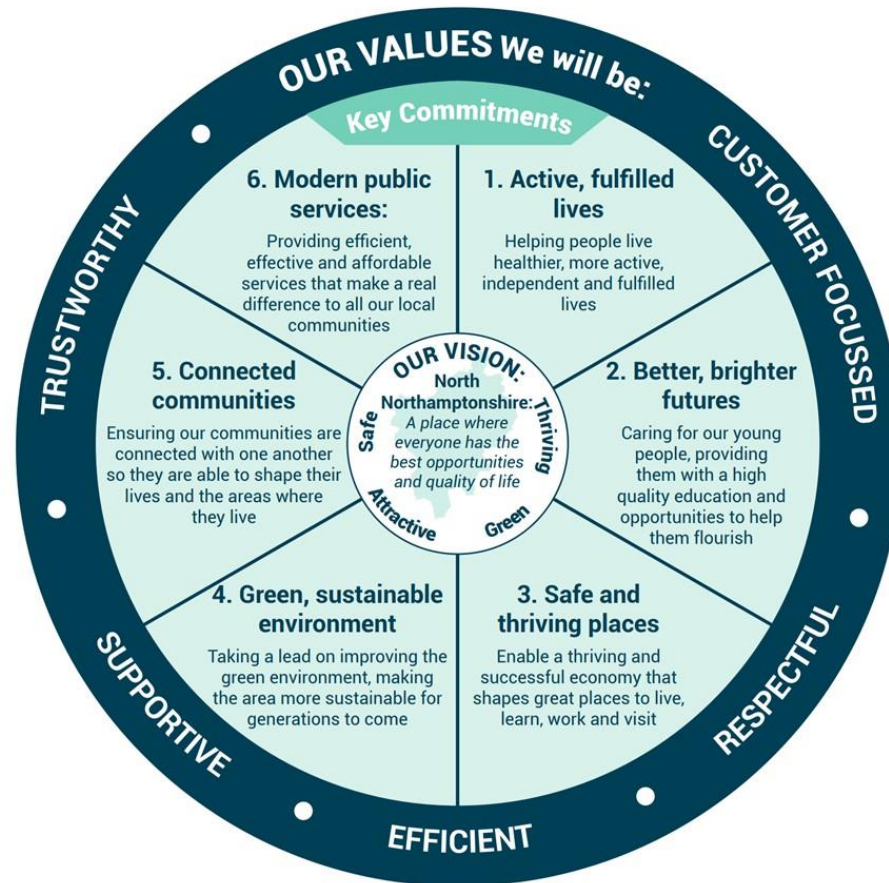 OUR VALUES We will be:
CUSTOMER FOCUSSED
RESPECTFUL
EFFICIENT
SUPPORTIVE
TRUSTWORTHY
Key Commitments
1. Active, fulfilled
lives
Helping people live
healthier, more active,
independent and fulfilled
lives
2. Better, brighter
futures
Caring for our young
people, providing
them with a high
quality education and
opportunities to help
them flourish
3. Safe and
thriving places
Enable a thriving and
successful economy that
shapes great places to live,
learn, work and visit
4. Green, sustainable
environment
Taking a lead on improving the
green environment, making
the area more sustainable for
generations to come
5. Connected
communities
Ensuring our communities are
connected with one another
so they are able to shape their
lives and the areas where
they live
6. Modern public
services:
Providing efficient,
effective and affordable
services that make a real
difference to all our local
communities
OUR VISION:
North
Northamptonshire:
A place where
everyone has the
best opportunities
and quality of life
Thriving
Green
Attractive
Safe